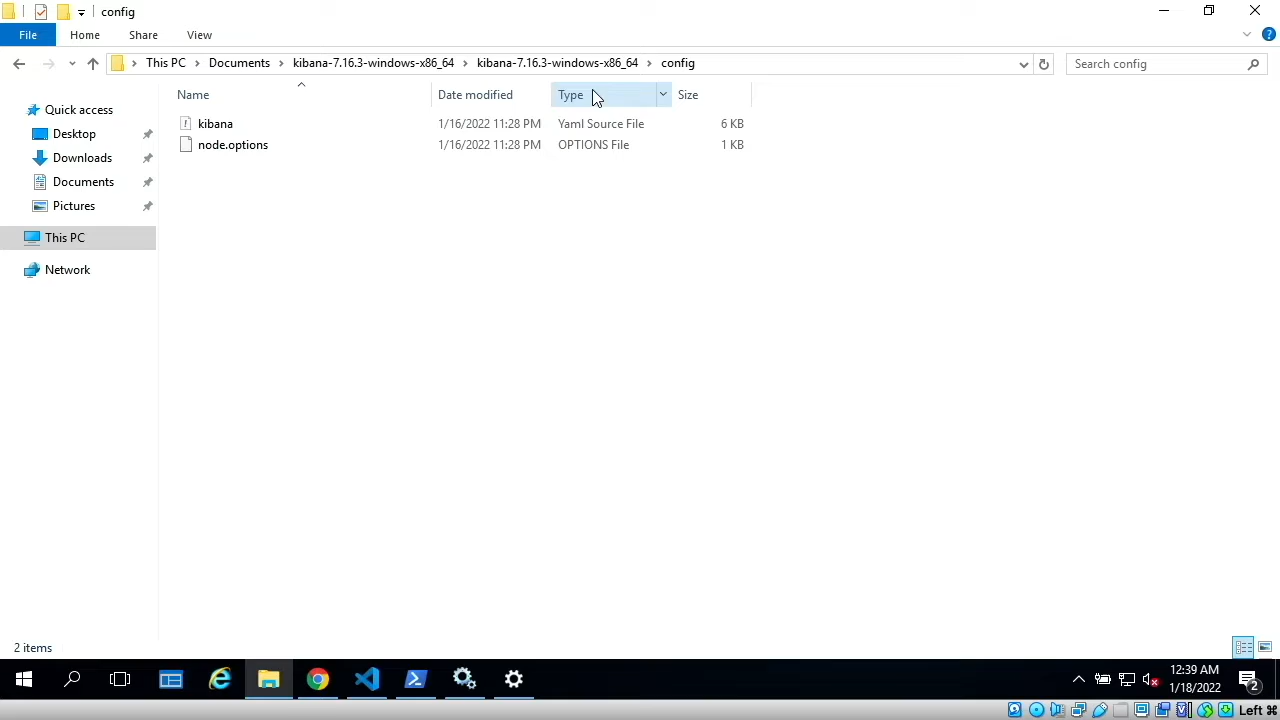 config
File Home Share View
This PC Documents kibana-7.16.3-windows-x86_64 kibana-7.16.3-windows-x86_64 config
Search config
Name Date modified Type Size
Quick access
Desktop
Downloads
Documents
Pictures
This PC
Network
kibana 1/16/2022 11:28 PM Yaml Source File 6 KB
node.options 1/16/2022 11:28 PM OPTIONS File 1 KB
2 items
12:39 AM
1/18/2022
2
Left ⌘